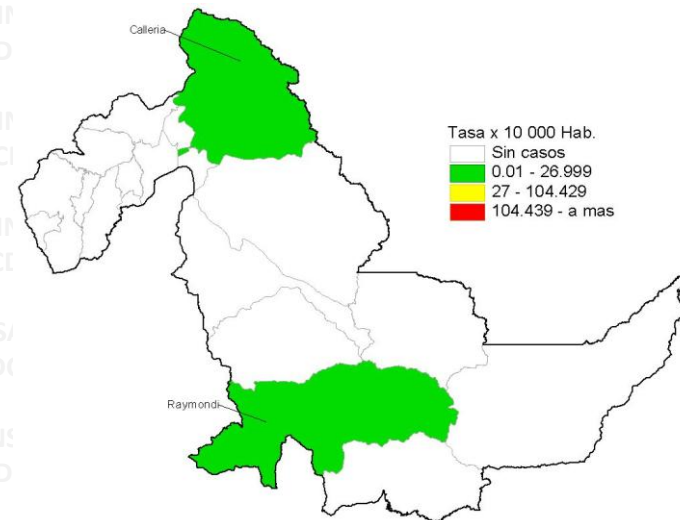 Calleria
Tasa x 10 000 Hab.
Sin casos
0.01 - 26.999
27 - 104.429
104.439 - a mas
Raymondi